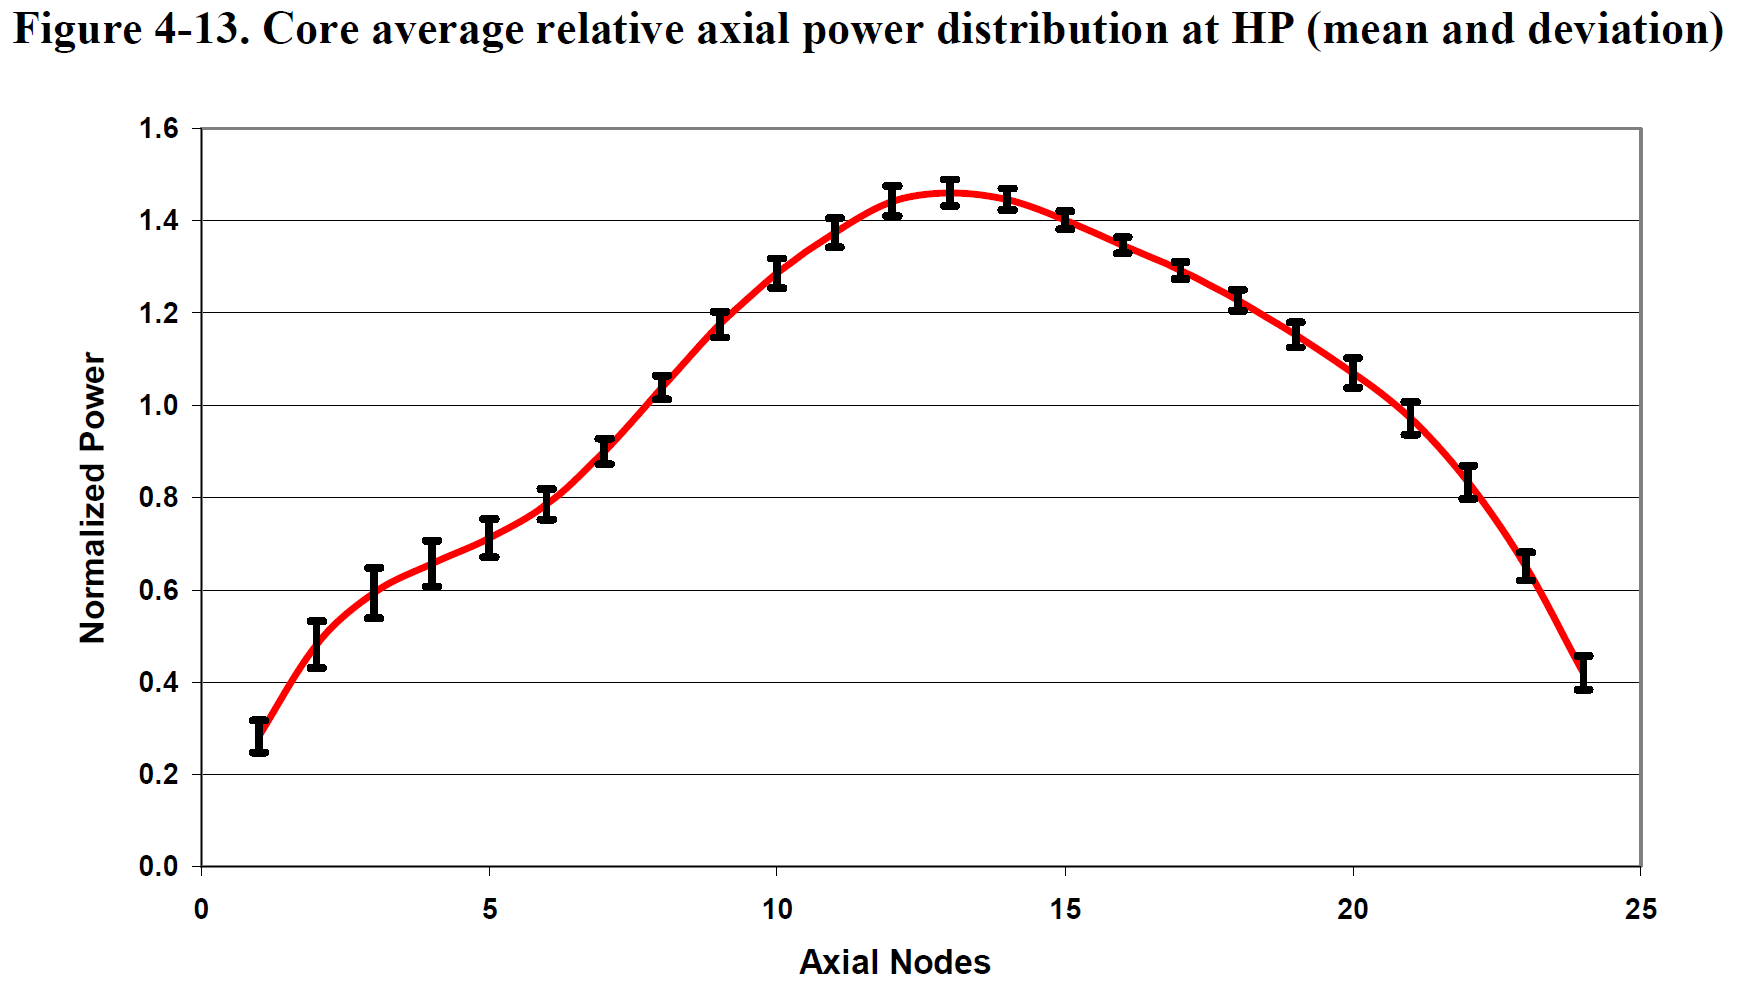 Figure 4-13. Core average relative axial power distribution at HP (mean and deviation)
1.6
1.4
1.2
1.0
0.8
0.6
0.4
0.2
0.0
Normalized Power
0 5 10 15 20 25
Axial Nodes